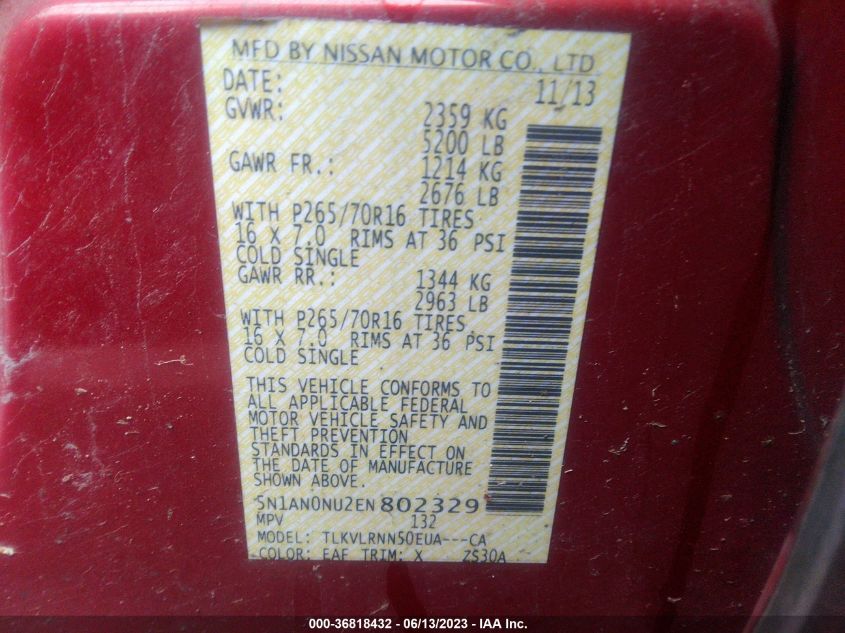 MFD BY NISSAN MOTOR CO., LTD
DATE: 11/13
GVWR: 2359 KG
5200 LB
GAWR FR.: 1214 KG
2676 LB
WITH P265/70R16 TIRES
16 X 7.0 RIMS AT 36 PSI
COLD SINGLE
GAWR RR.: 1344 KG
2963 LB
WITH P265/70R16 TIRES,
16 X 7.0 RIMS AT 36 PSI
COLD SINGLE
THIS VEHICLE CONFORMS TO
ALL APPLICABLE FEDERAL
MOTOR VEHICLE SAFETY AND
THEFT PREVENTION
STANDARDS IN EFFECT ON
THE DATE OF MANUFACTURE
SHOWN ABOVE.
5N1AN0NU2EN802329
MPV 132
MODEL: TLKVLRNN50EUA---CA
COLOR: EAF TRIM: X ZS30A
000-36818432 - 06/13/2023 - IAA Inc.